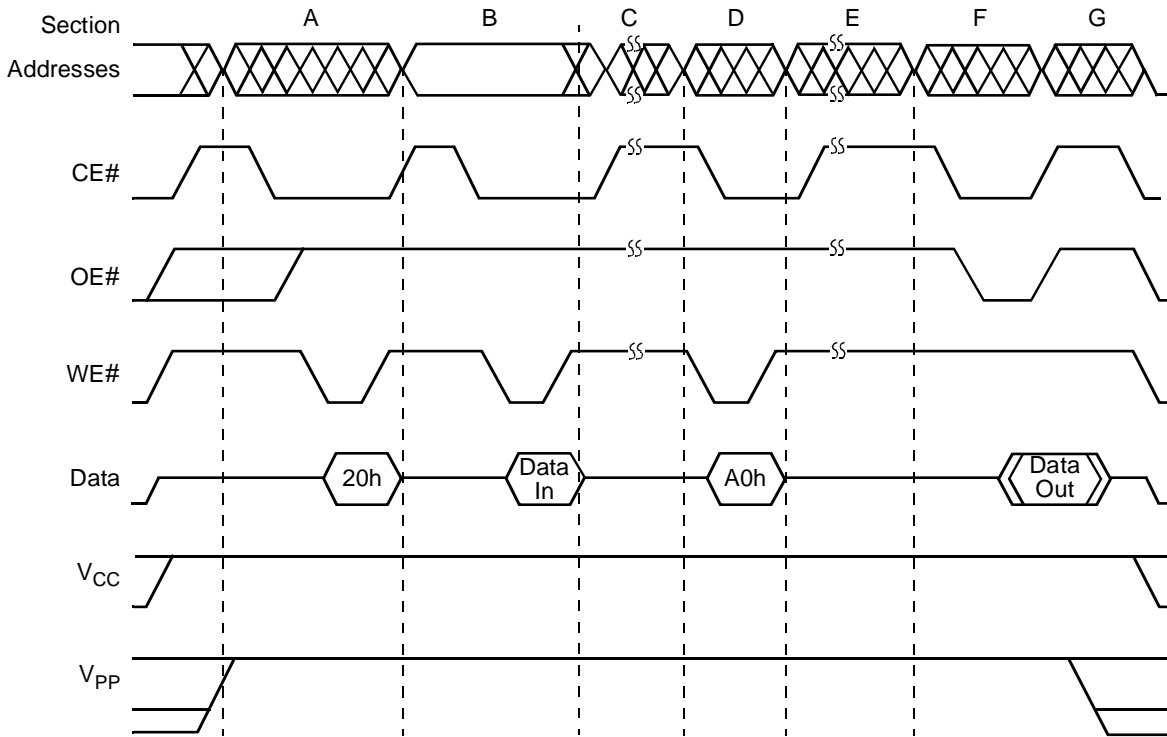 Section A B C D E F G
Addresses
CE#
OE#
WE#
Data 20h Data In A0h Data Out
VCC
VPP